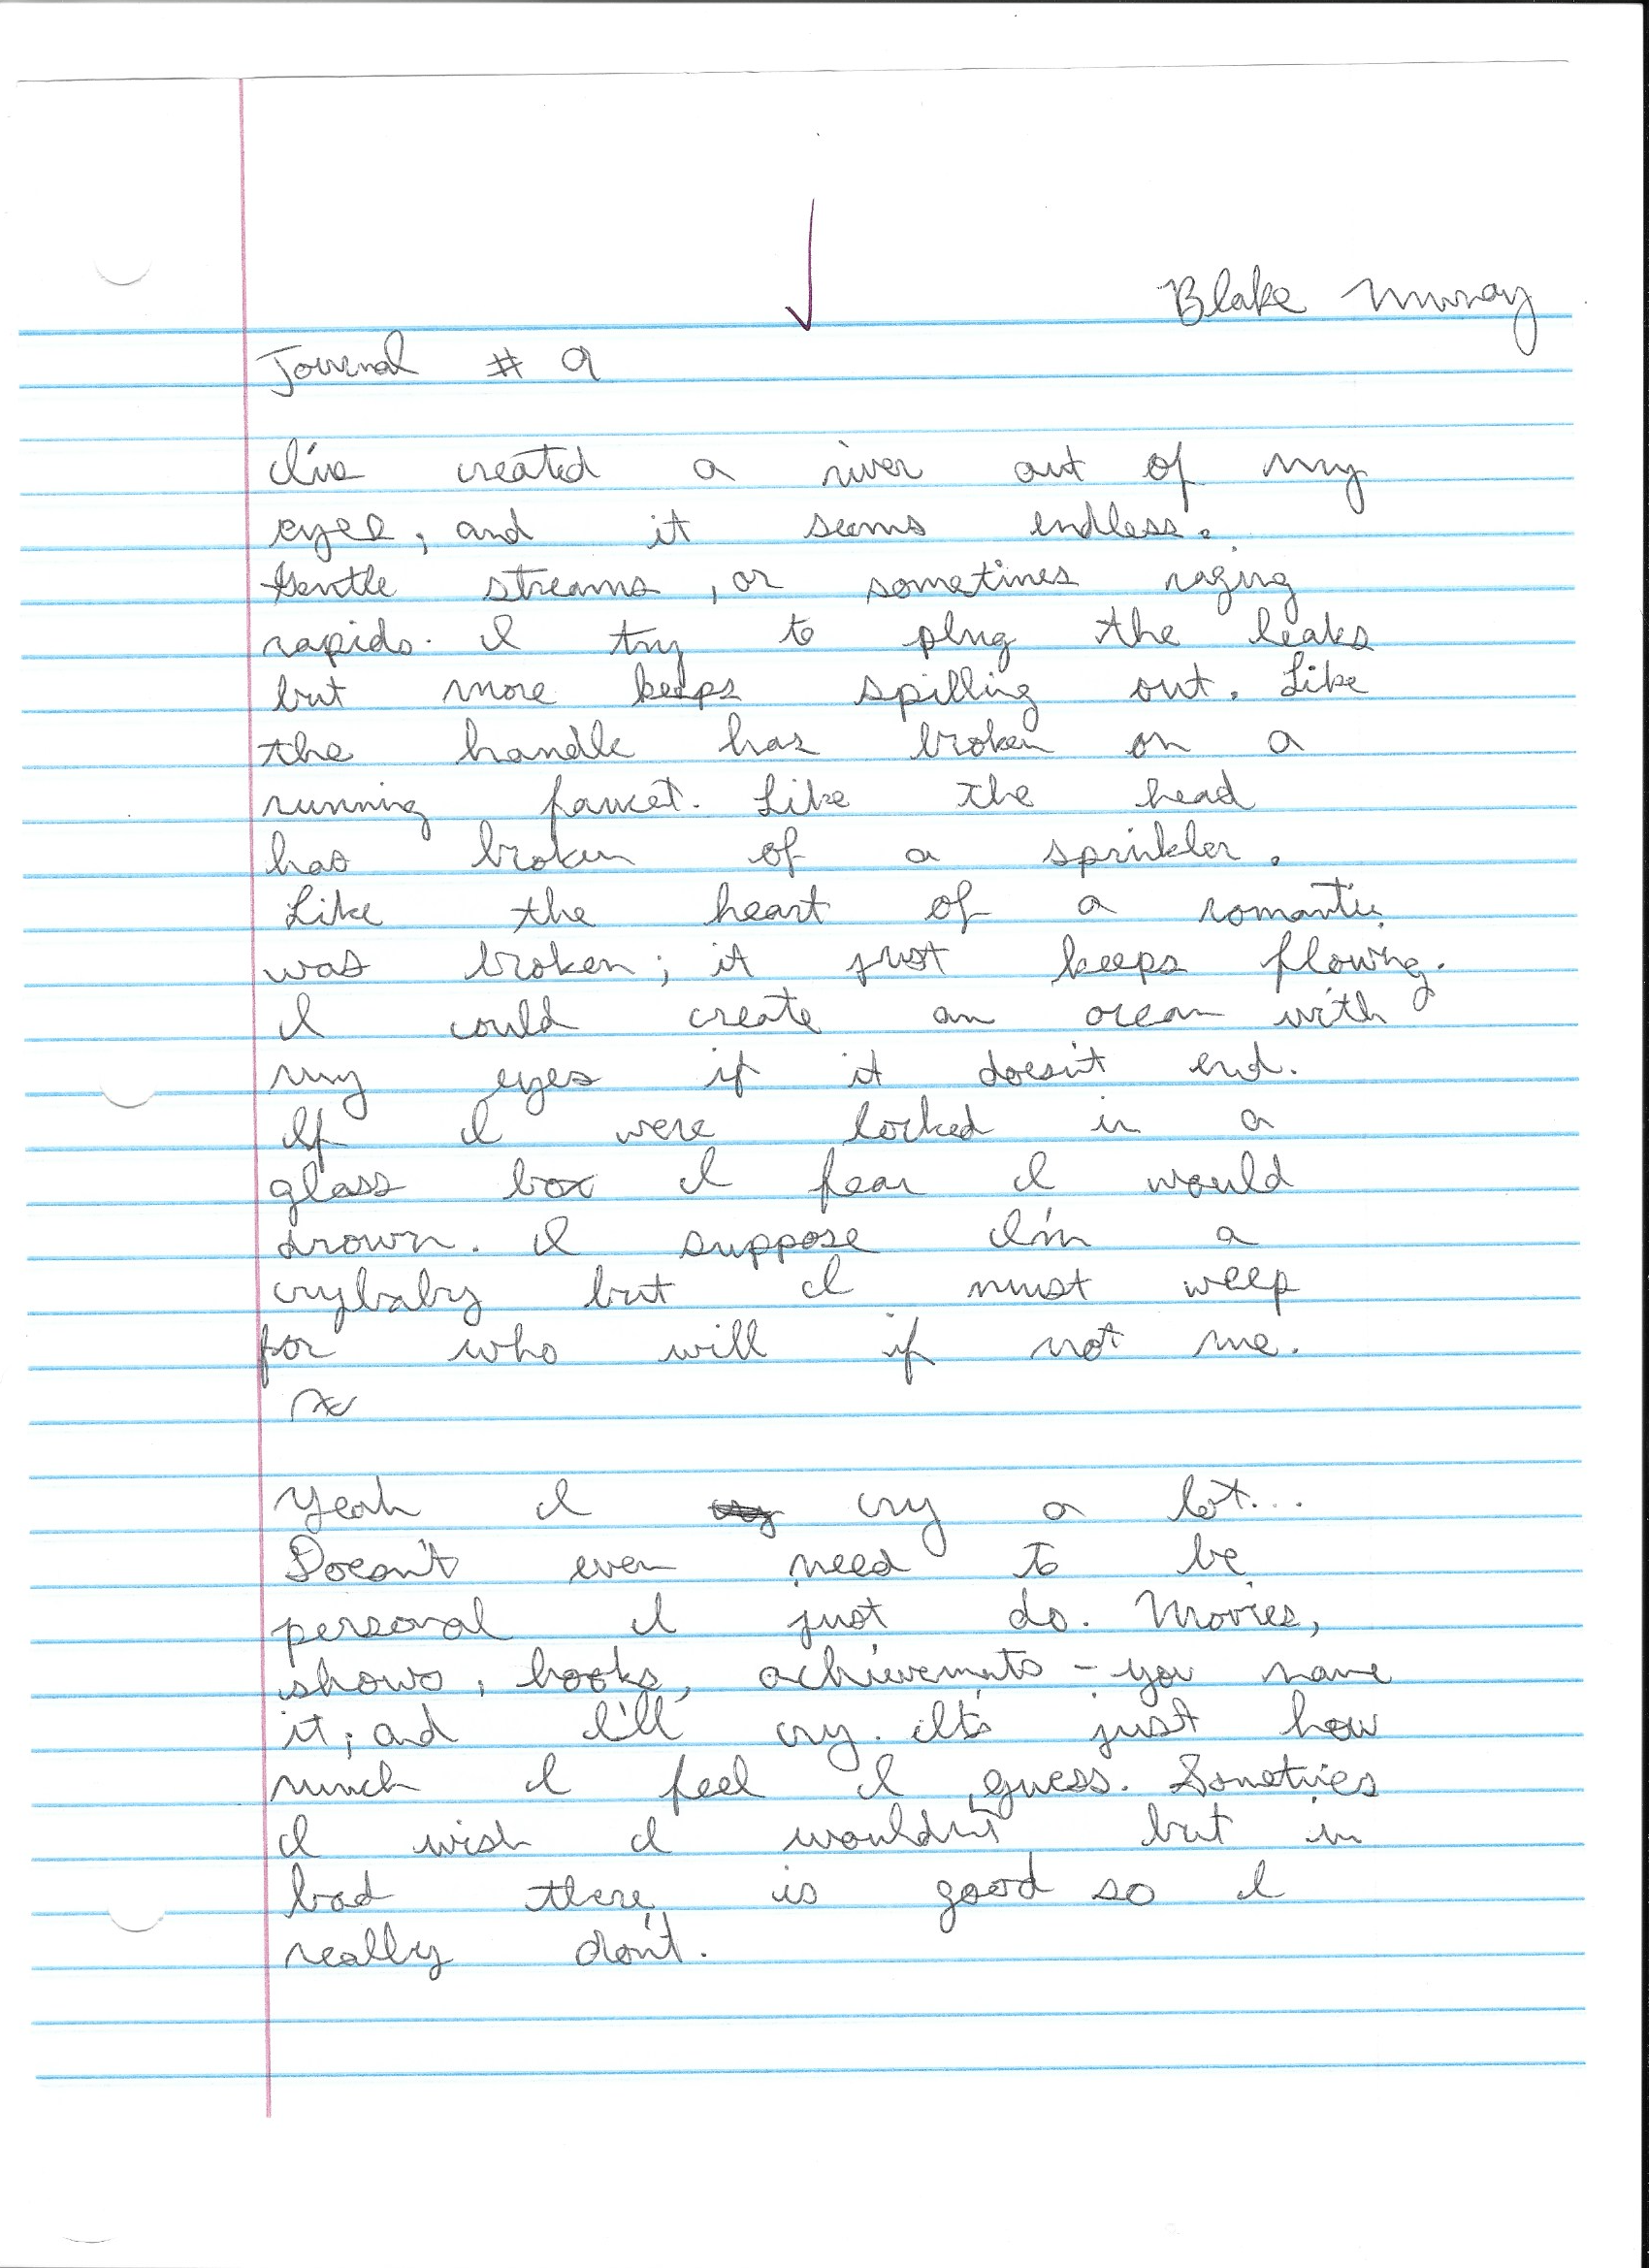 Blake Murray
Journal # 9
I've created a river out of my
eyes, and it seems endless.
Gentle streams, or sometimes raging
rapids. I try to plug the leaks
but more keeps spilling out. Like
the handle has broken on a
running faucet. Like the head
has broken of a sprinkler.
Like the heart of a romantic
was broken; it just keeps flowing.
I could create an ocean with
my eyes if it doesn't end.
If I were locked in a
glass box I fear I would
drown. I suppose I'm a
crybaby but I must weep
for who will if not me.
Yeah I cry a lot...
Doesn't even need to be
personal I just do. Movies,
shows, books, achievements - you name
it; and I'll cry. It's just how
much I feel I guess. Sometimes
I wish I wouldn't but in
bad there is good so I
really don't.